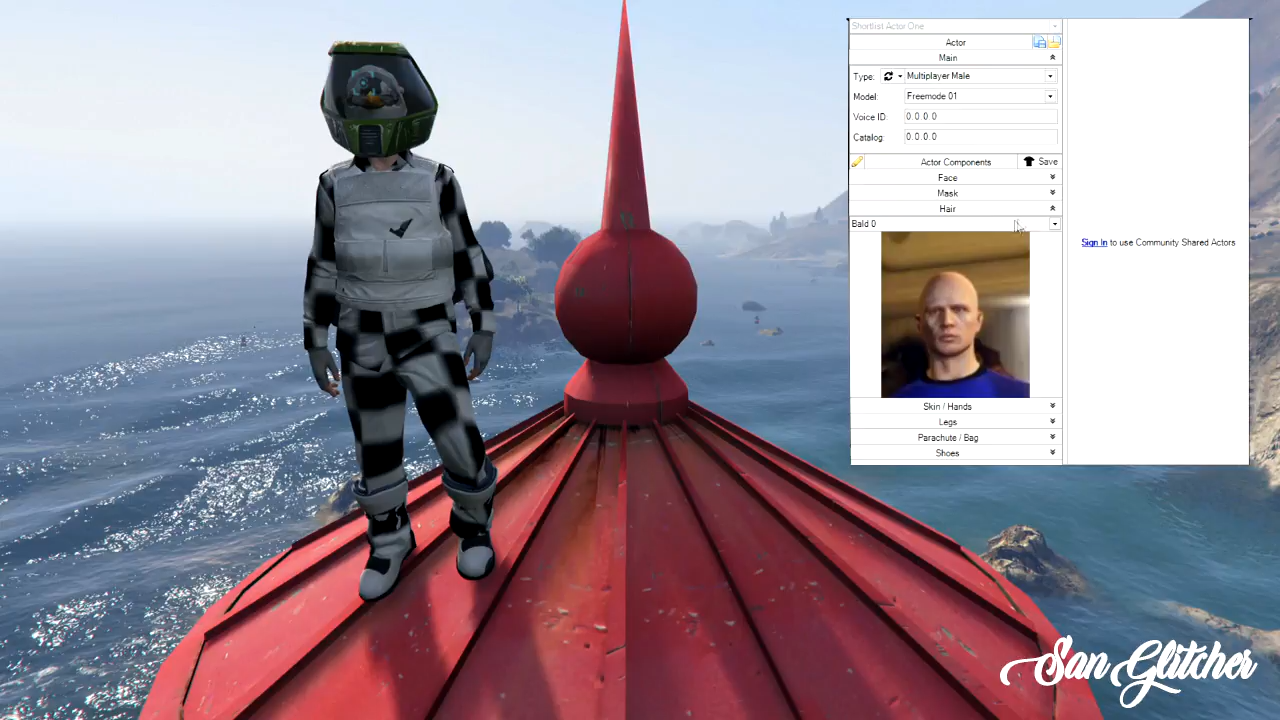 Shortlist Actor One
Actor
Main
Type: Multiplayer Male
Model: Freemode 01
Voice ID: 0.0.0.0
Catalog: 0.0.0.0
Actor Components Save
Face
Mask
Hair
Bald 0
Skin / Hands
Legs
Parachute / Bag
Shoes
Sign In to use Community Shared Actors
San Glitcher